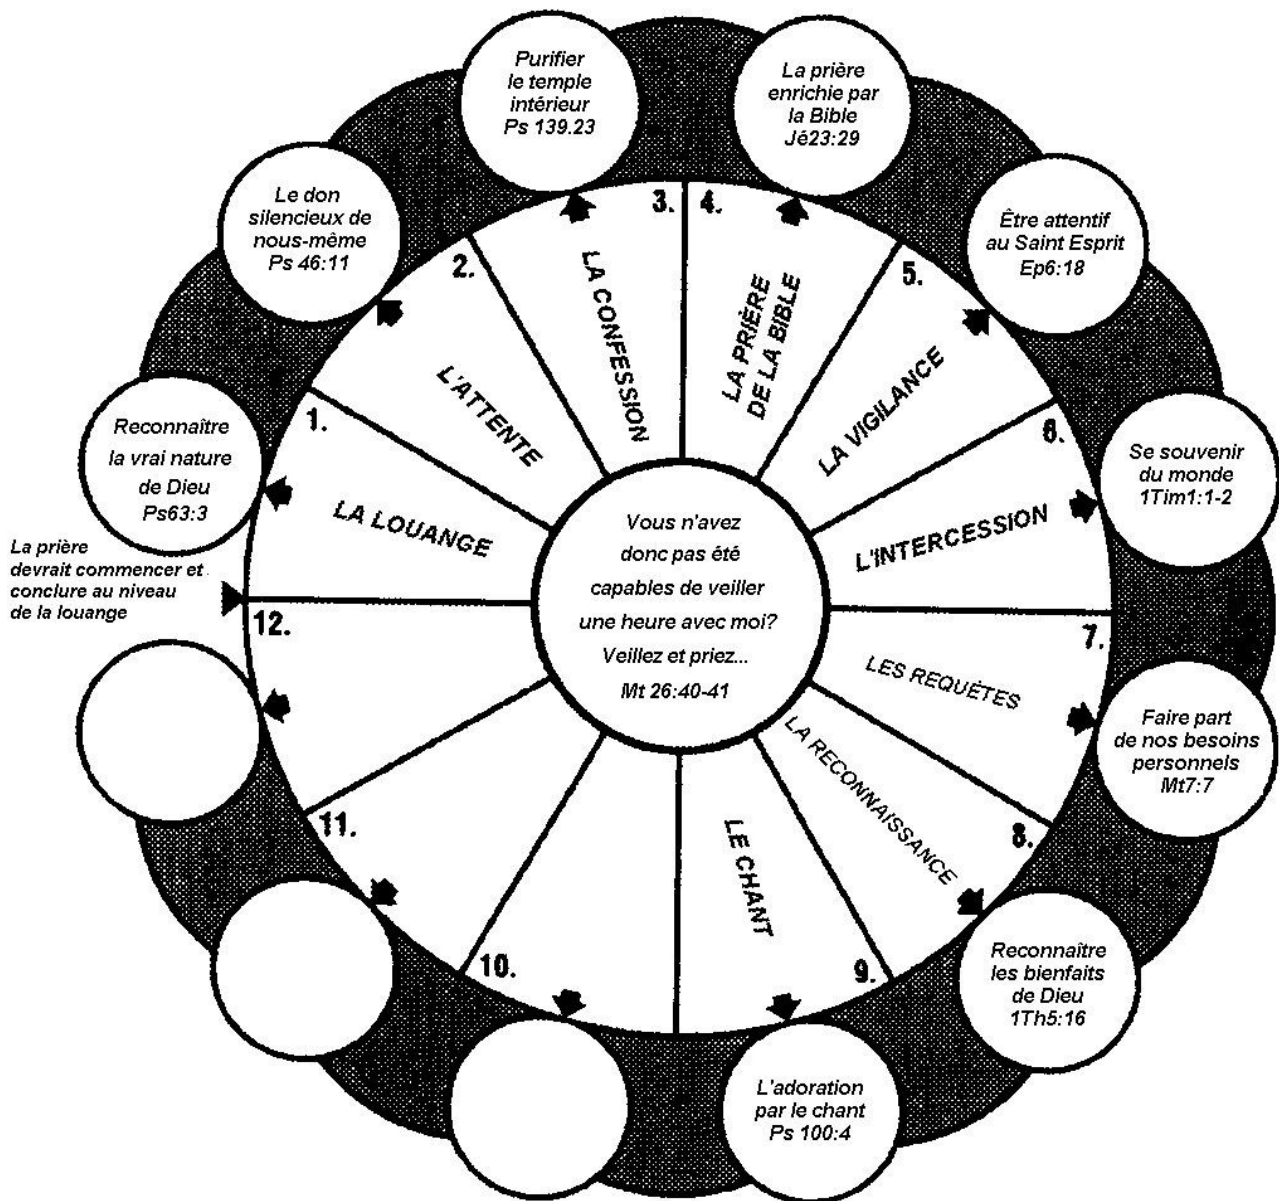 Purifier
le temple
intérieur
Ps 139.23
La prière
enrichie par
la Bible
Jé23:29
Le don
silencieux de
nous-même
Ps 46:11
Être attentif
au Saint Esprit
Ep6:18
Reconnaître
la vrai nature
de Dieu
Ps63:3
Se souvenir
du monde
1Tim1:1-2
La prière
devrait commencer et
conclure au niveau
de la louange
1.
LA LOUANGE
2.
L'ATTENTE
3.
LA CONFESSION
4.
LA PRIÈRE
DE LA BIBLE
5.
LA VIGILANCE
6.
L'INTERCESSION
7.
LES REQUÊTES
8.
LA RECONNAISSANCE
9.
LE CHANT
10.
11.
12.
Vous n'avez
donc pas été
capables de veiller
une heure avec moi?
Veillez et priez...
Mt 26:40-41
Faire part
de nos besoins
personnels
Mt7:7
Reconnaître
les bienfaits
de Dieu
1Th5:16
L'adoration
par le chant
Ps 100:4